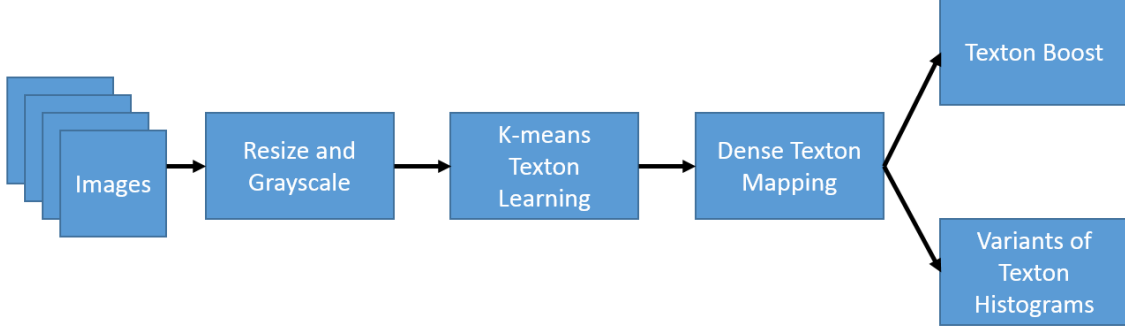 Images
Resize and
Grayscale
K-means
Texton
Learning
Dense Texton
Mapping
Texton Boost
Variants of
Texton
Histograms